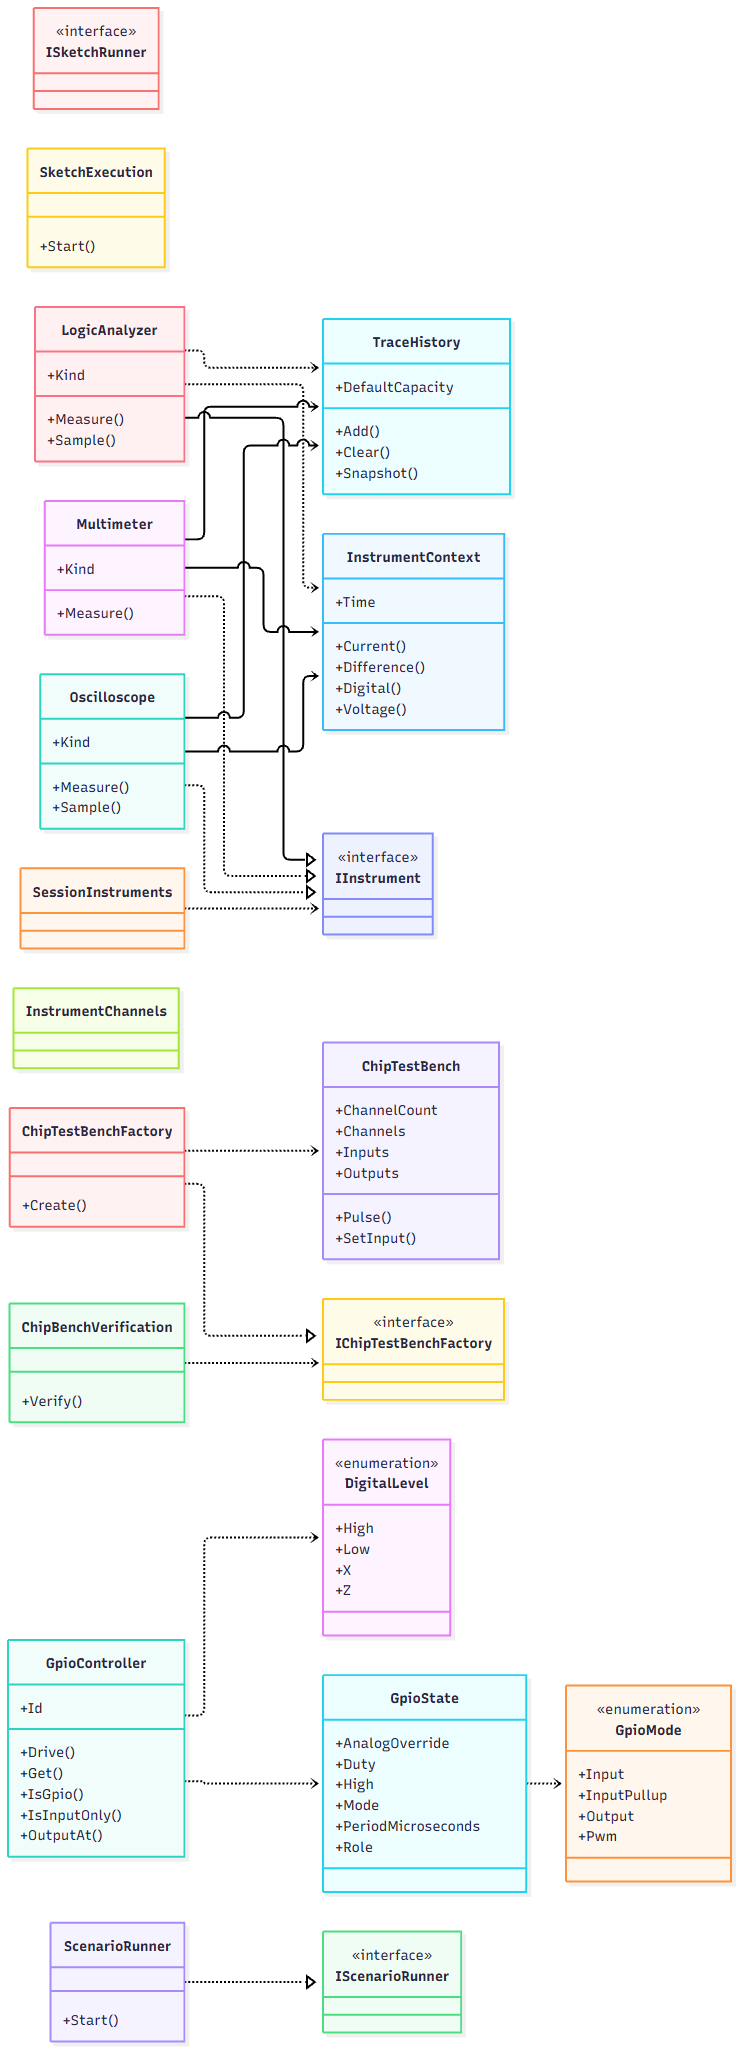 «interface»
ISketchRunner
SketchExecution
+Start()
LogicAnalyzer
+Kind
+Measure()
+Sample()
TraceHistory
+DefaultCapacity
+Add()
+Clear()
+Snapshot()
Multimeter
+Kind
+Measure()
InstrumentContext
+Time
+Current()
+Difference()
+Digital()
+Voltage()
Oscilloscope
+Kind
+Measure()
+Sample()
«interface»
IInstrument
SessionInstruments
InstrumentChannels
ChipTestBench
+ChannelCount
+Channels
+Inputs
+Outputs
+Pulse()
+SetInput()
ChipTestBenchFactory
+Create()
ChipBenchVerification
+Verify()
«interface»
IChipTestBenchFactory
«enumeration»
DigitalLevel
+High
+Low
+X
+Z
GpioController
+Id
+Drive()
+Get()
+IsGpio()
+IsInputOnly()
+OutputAt()
GpioState
+AnalogOverride
+Duty
+High
+Mode
+PeriodMicroseconds
+Role
«enumeration»
GpioMode
+Input
+InputPullup
+Output
+Pwm
ScenarioRunner
+Start()
«interface»
IScenarioRunner